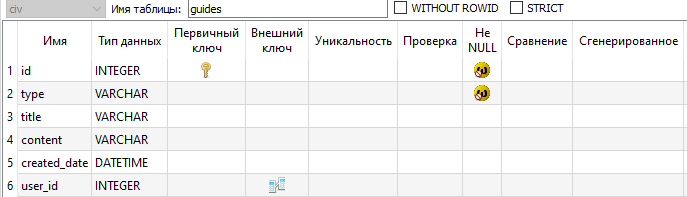 civ Имя таблицы: guides WITHOUT ROWID STRICT
Имя Тип данных Первичный ключ Внешний ключ Уникальность Проверка Не NULL Сравнение Сгенерированное
1 id INTEGER
2 type VARCHAR
3 title VARCHAR
4 content VARCHAR
5 created_date DATETIME
6 user_id INTEGER